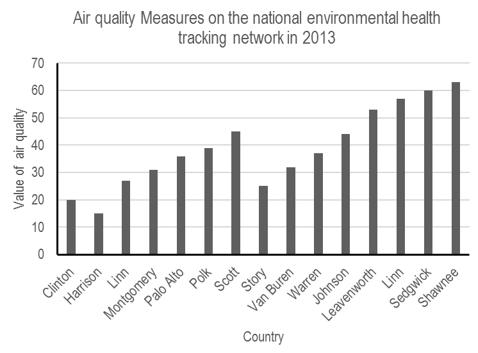 Air quality Measures on the national environmental health
tracking network in 2013
Value of air quality
70
60
50
40
30
20
10
0
Clinton
Harrison
Linn
Montgomery
Palo Alto
Polk
Scott
Story
Van Buren
Warren
Johnson
Leavenworth
Linn
Sedgwick
Shawnee
Country